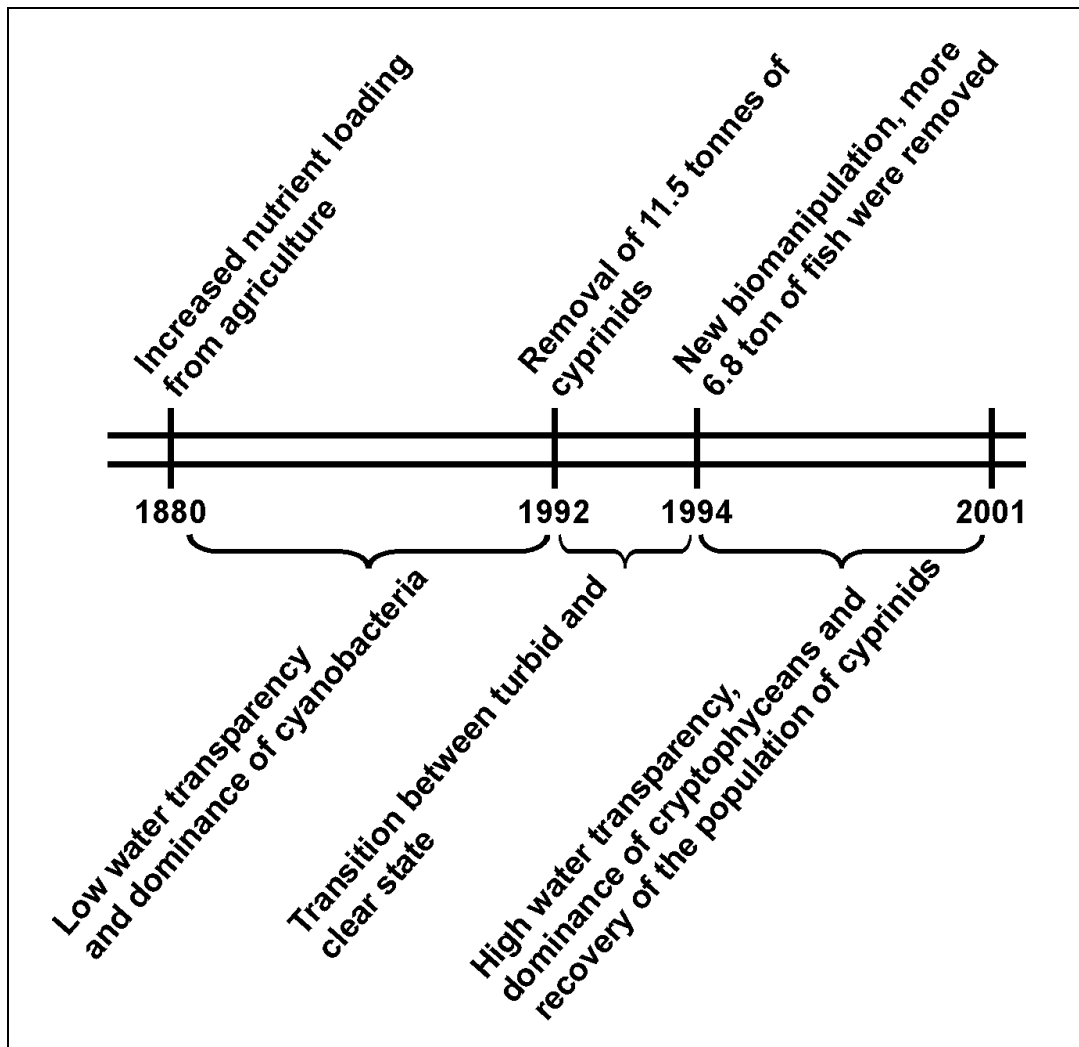 Increased nutrient loading
from agriculture
Removal of 11.5 tonnes of
cyprinids
New biomanipulation, more
6.8 ton of fish were removed
1880
1992
1994
2001
Low water transparency
and dominance of cyanobacteria
Transition between turbid and
clear state
High water transparency,
dominance of cryptophyceans and
recovery of the population of cyprinids